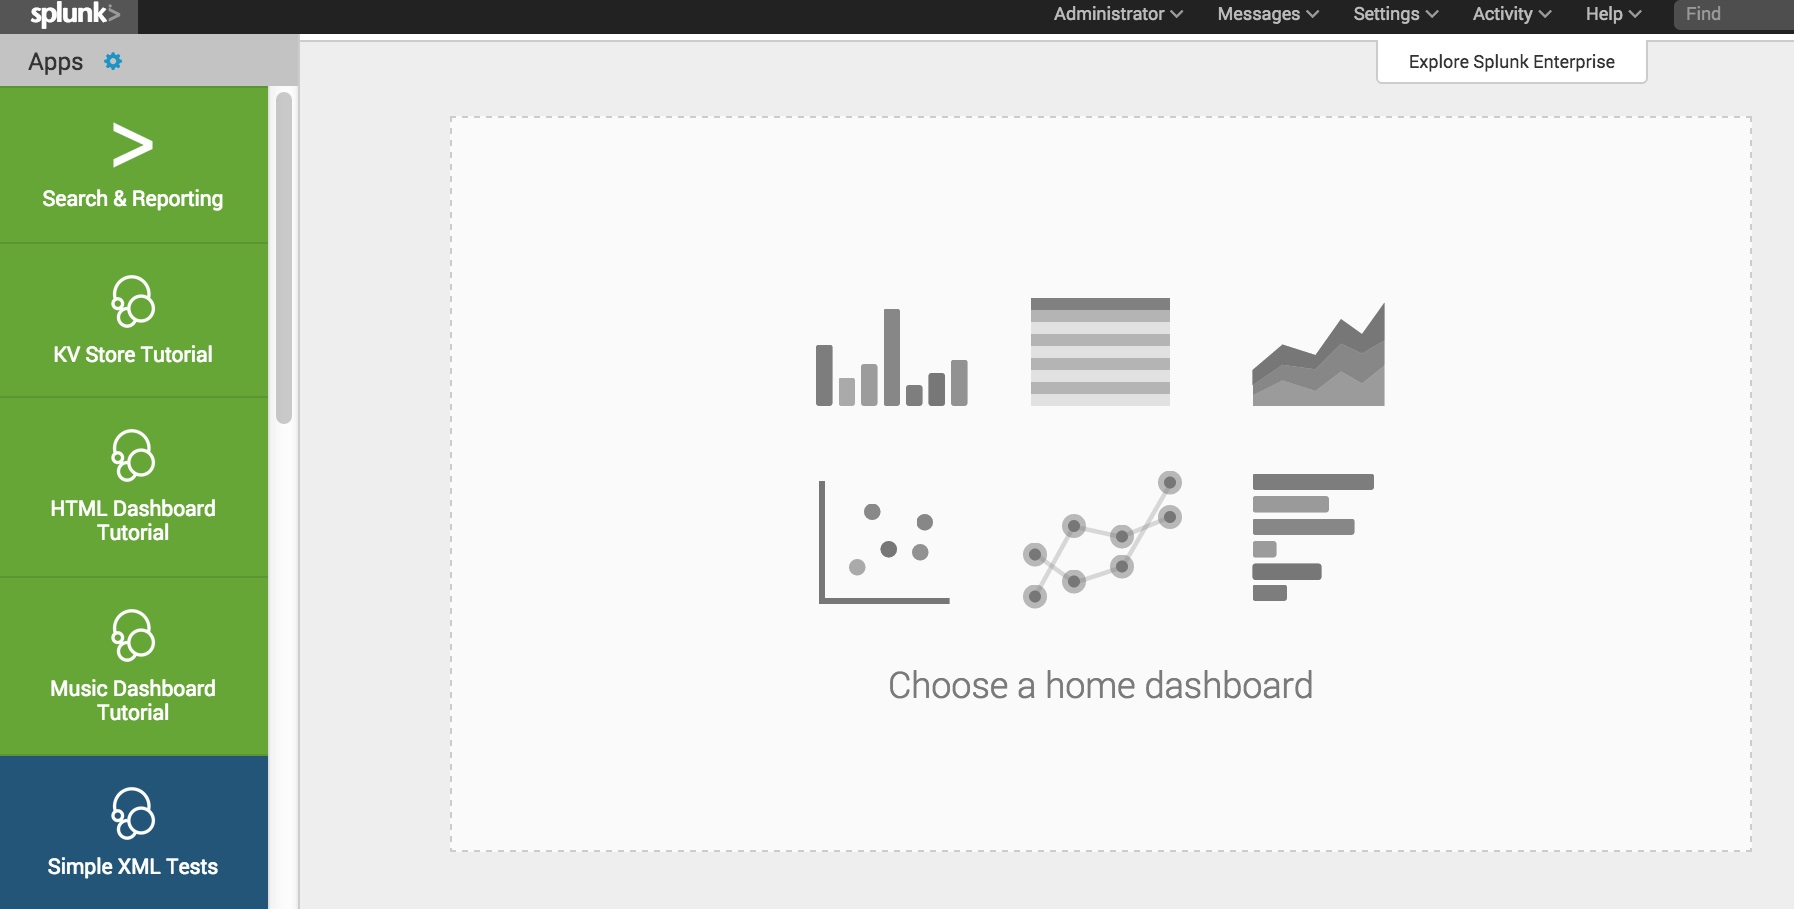 splunk>
Administrator
Messages
Settings
Activity
Help
Find
Apps
Explore Splunk Enterprise
Search & Reporting
KV Store Tutorial
HTML Dashboard
Tutorial
Music Dashboard
Tutorial
Simple XML Tests
Choose a home dashboard